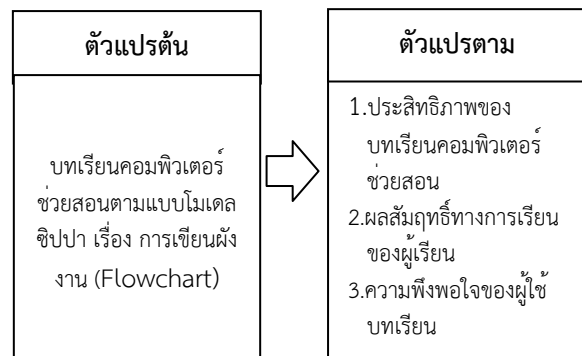 ตัวแปรต้น
บทเรียนคอมพิวเตอร์
ช่วยสอนตามแบบโมเดล
ซิปปา เรื่อง การเขียนผัง
งาน (Flowchart)
ตัวแปรตาม
1.ประสิทธิภาพของ
บทเรียนคอมพิวเตอร์
ช่วยสอน
2.ผลสัมฤทธิ์ทางการเรียน
ของผู้เรียน
3.ความพึงพอใจของผู้ใช้
บทเรียน